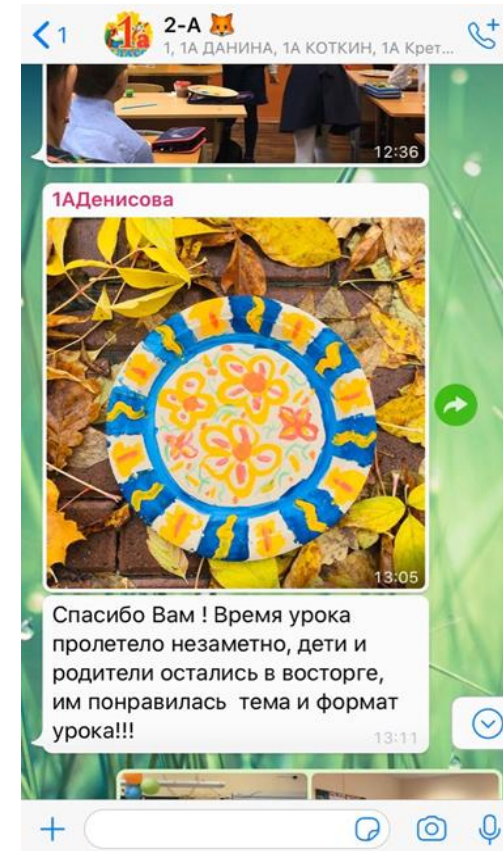 1
1а
2-А 🦊
1, 1А ДАНИНА, 1А КОТКИН, 1А Крет...
12:36
1АДенисова
13:05
Спасибо Вам ! Время урока
пролетело незаметно, дети и
родители остались в восторге,
им понравилась тема и формат
урока!!!
13:11